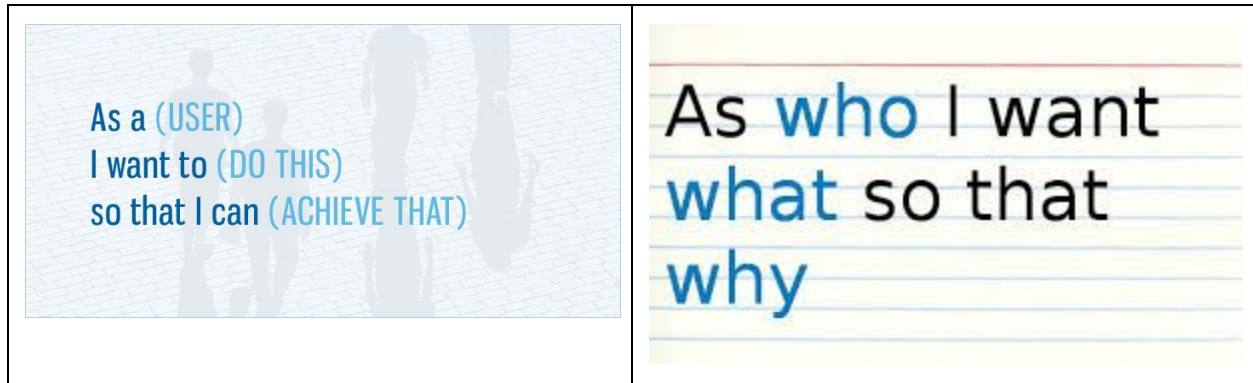 As a (USER)
I want to (DO THIS)
so that I can (ACHIEVE THAT)
As who I want
what so that
why